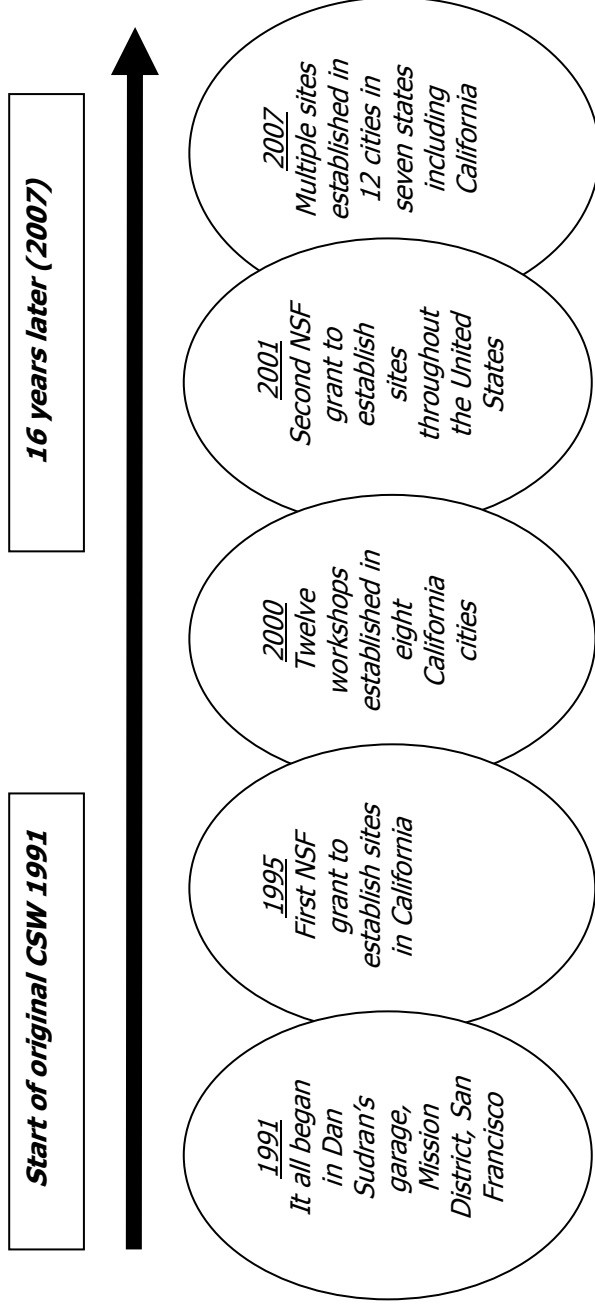 Start of original CSW 1991
16 years later (2007)
1991
It all began
in Dan
Sudran’s
garage,
Mission
District, San
Francisco
1995
First NSF
grant to
establish sites
in California
2000
Twelve
workshops
established in
eight
California
cities
2001
Second NSF
grant to
establish
sites
throughout
the United
States
2007
Multiple sites
established in
12 cities in
seven states
including
California